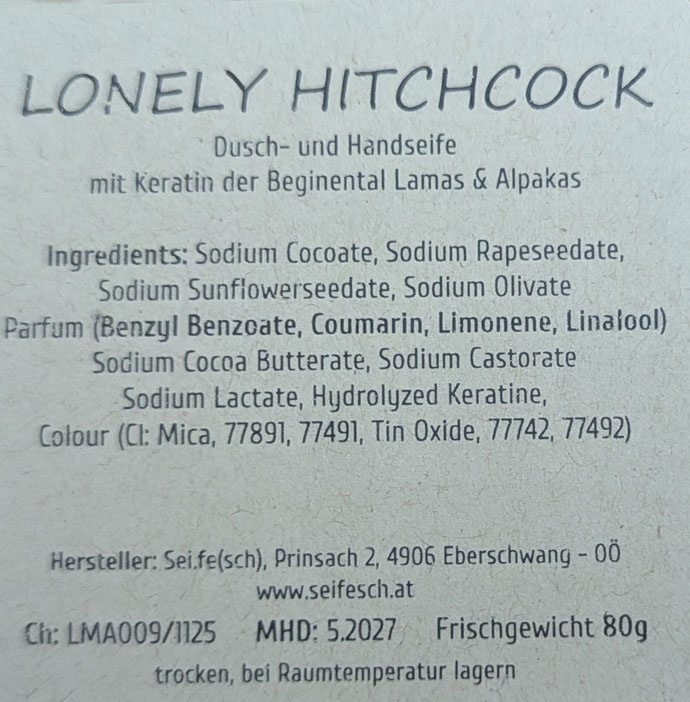 LONELY HITCHCOCK
Dusch- und Handseife
mit Keratin der Beginental Lamas & Alpakas
Ingredients: Sodium Cocoate, Sodium Rapeseedate,
Sodium Sunflowerseedate, Sodium Olivate
Parfum (Benzyl Benzoate, Coumarin, Limonene, Linalool)
Sodium Cocoa Butterate, Sodium Castorate
Sodium Lactate, Hydrolyzed Keratine,
Colour (CI: Mica, 77891, 77491, Tin Oxide, 77742, 77492)
Hersteller: Sei.fe(sch), Prinsach 2, 4906 Eberschwang - OÖ
www.seifesch.at
Ch: LMA009/1125 MHD: 5.2027 Frischgewicht 80g
trocken, bei Raumtemperatur lagern